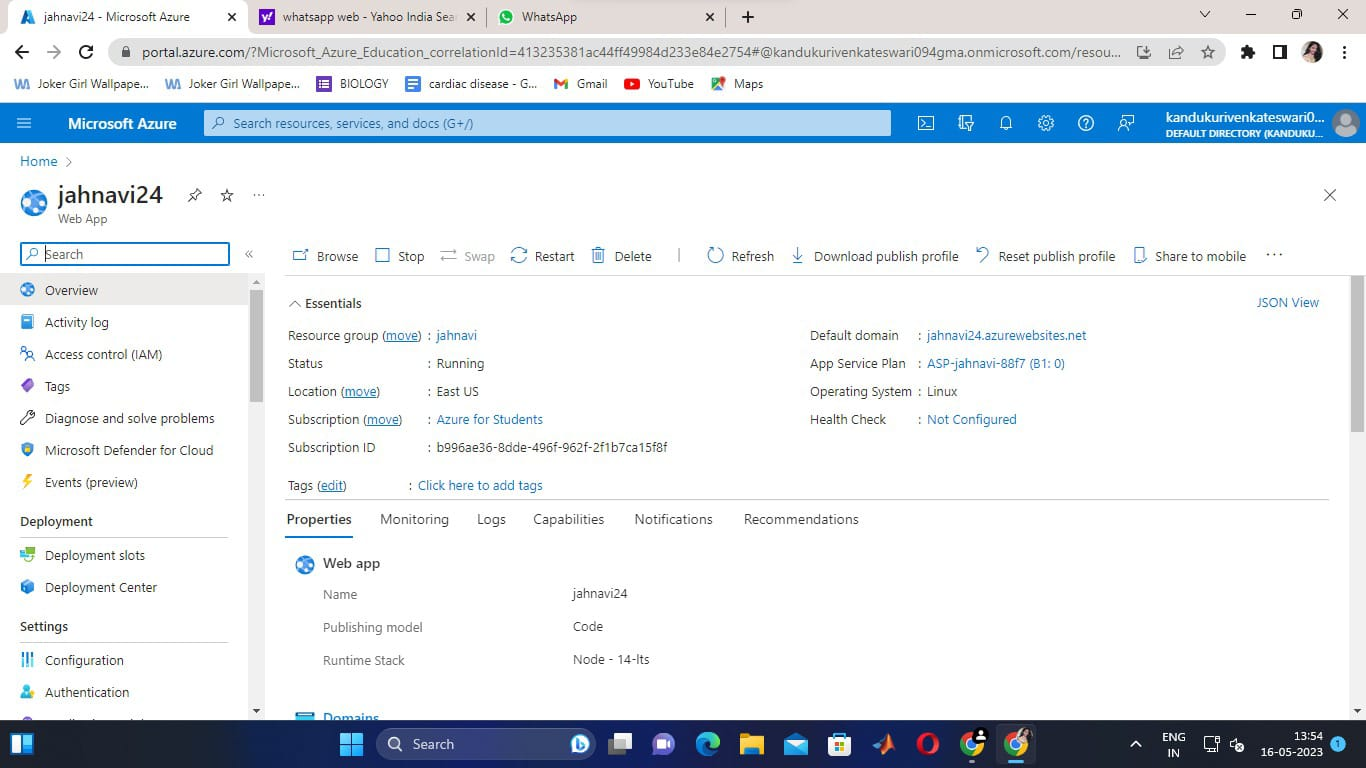 jahnavi24 - Microsoft Azure
whatsapp web - Yahoo India Sea
WhatsApp
portal.azure.com/?Microsoft_Azure_Education_correlationId=413235381ac44ff49984d233e84e2754#@kandukurivenkateswari094gma.onmicrosoft.com/resou...
Joker Girl Wallpape...
Joker Girl Wallpape...
BIOLOGY
cardiac disease - G...
Gmail
YouTube
Maps
Microsoft Azure
Search resources, services, and docs (G+/)
kandukurivenkateswari0...
DEFAULT DIRECTORY (KANDUKU...
Home >
jahnavi24
Web App
Search
Browse Stop Swap Restart Delete Refresh Download publish profile Reset publish profile Share to mobile ...
Overview
Activity log
Access control (IAM)
Tags
Diagnose and solve problems
Microsoft Defender for Cloud
Events (preview)
Deployment
Deployment slots
Deployment Center
Settings
Configuration
Authentication
Essentials
JSON View
Resource group (move) : jahnavi
Status : Running
Location (move) : East US
Subscription (move) : Azure for Students
Subscription ID : b996ae36-8dde-496f-962f-2f1b7ca15f8f
Default domain : jahnavi24.azurewebsites.net
App Service Plan : ASP-jahnavi-88f7 (B1: 0)
Operating System : Linux
Health Check : Not Configured
Tags (edit) : Click here to add tags
Properties Monitoring Logs Capabilities Notifications Recommendations
Web app
Name jahnavi24
Publishing model Code
Runtime Stack Node - 14-lts
Domains
Search
ENG
IN
13:54
16-05-2023
1